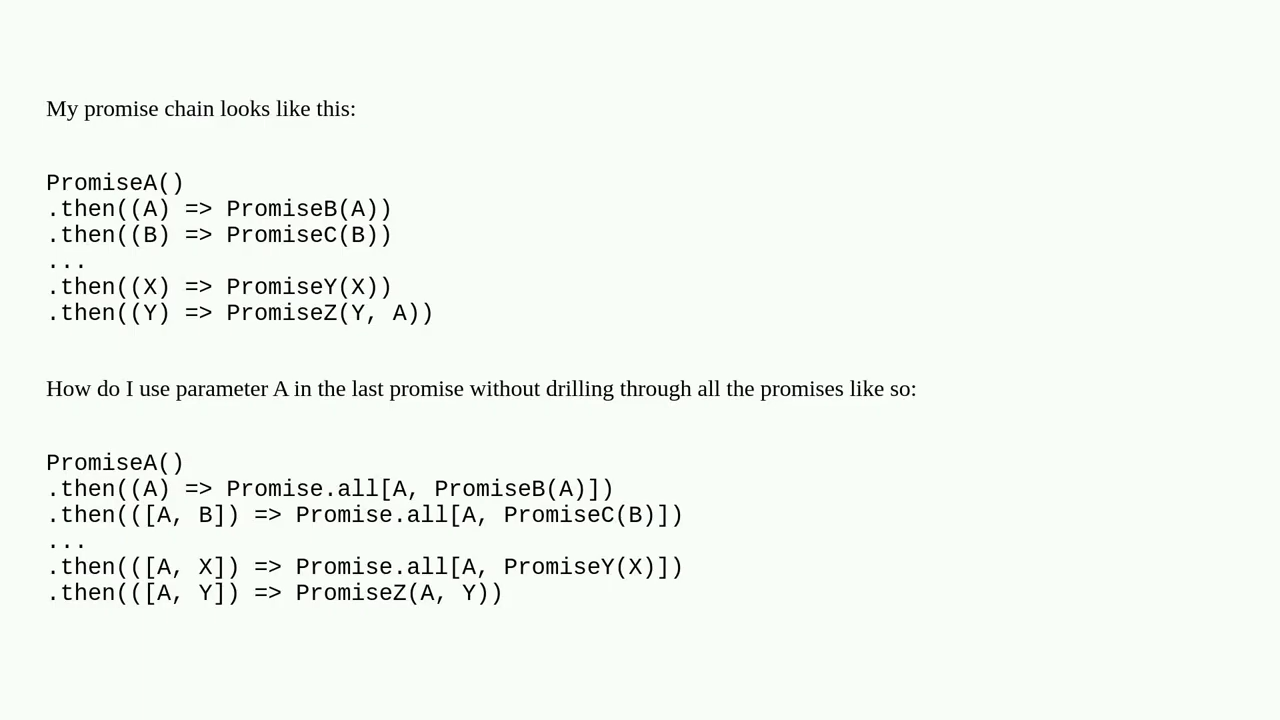 My promise chain looks like this:
PromiseA()
.then((A) => PromiseB(A))
.then((B) => PromiseC(B))
...
.then((X) => PromiseY(X))
.then((Y) => PromiseZ(Y, A))
How do I use parameter A in the last promise without drilling through all the promises like so:
PromiseA()
.then((A) => Promise.all[A, PromiseB(A)])
.then(([A, B]) => Promise.all[A, PromiseC(B)])
...
.then(([A, X]) => Promise.all[A, PromiseY(X)])
.then(([A, Y]) => PromiseZ(A, Y))